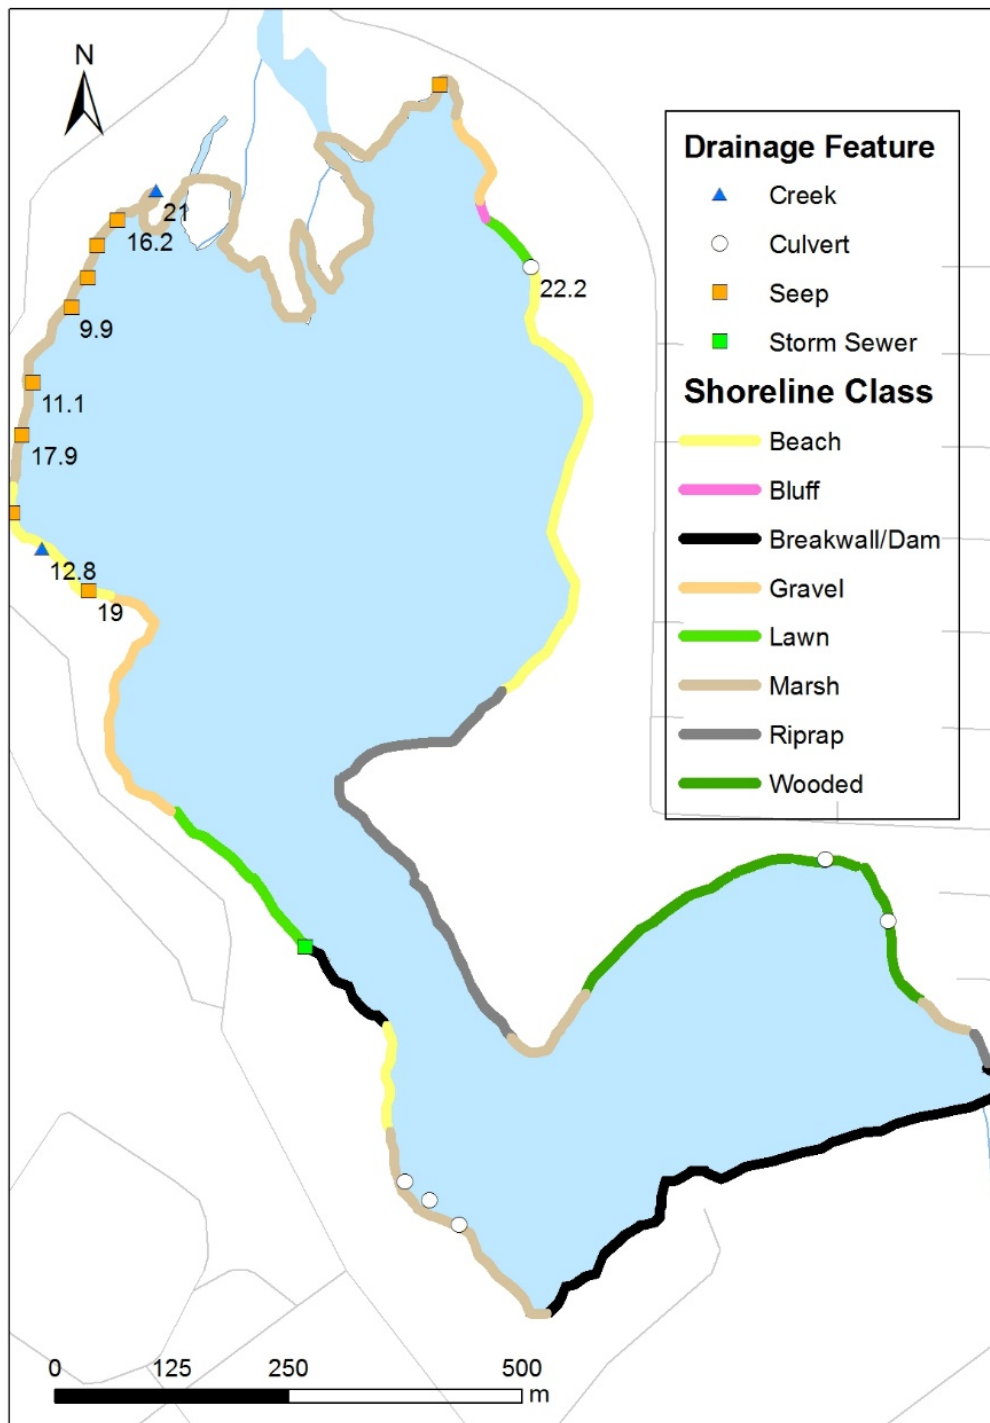 N
Drainage Feature
Creek
Culvert
Seep
Storm Sewer
Shoreline Class
Beach
Bluff
Breakwall/Dam
Gravel
Lawn
Marsh
Riprap
Wooded
21
16.2
22.2
9.9
11.1
17.9
12.8
19
0 125 250 500
m